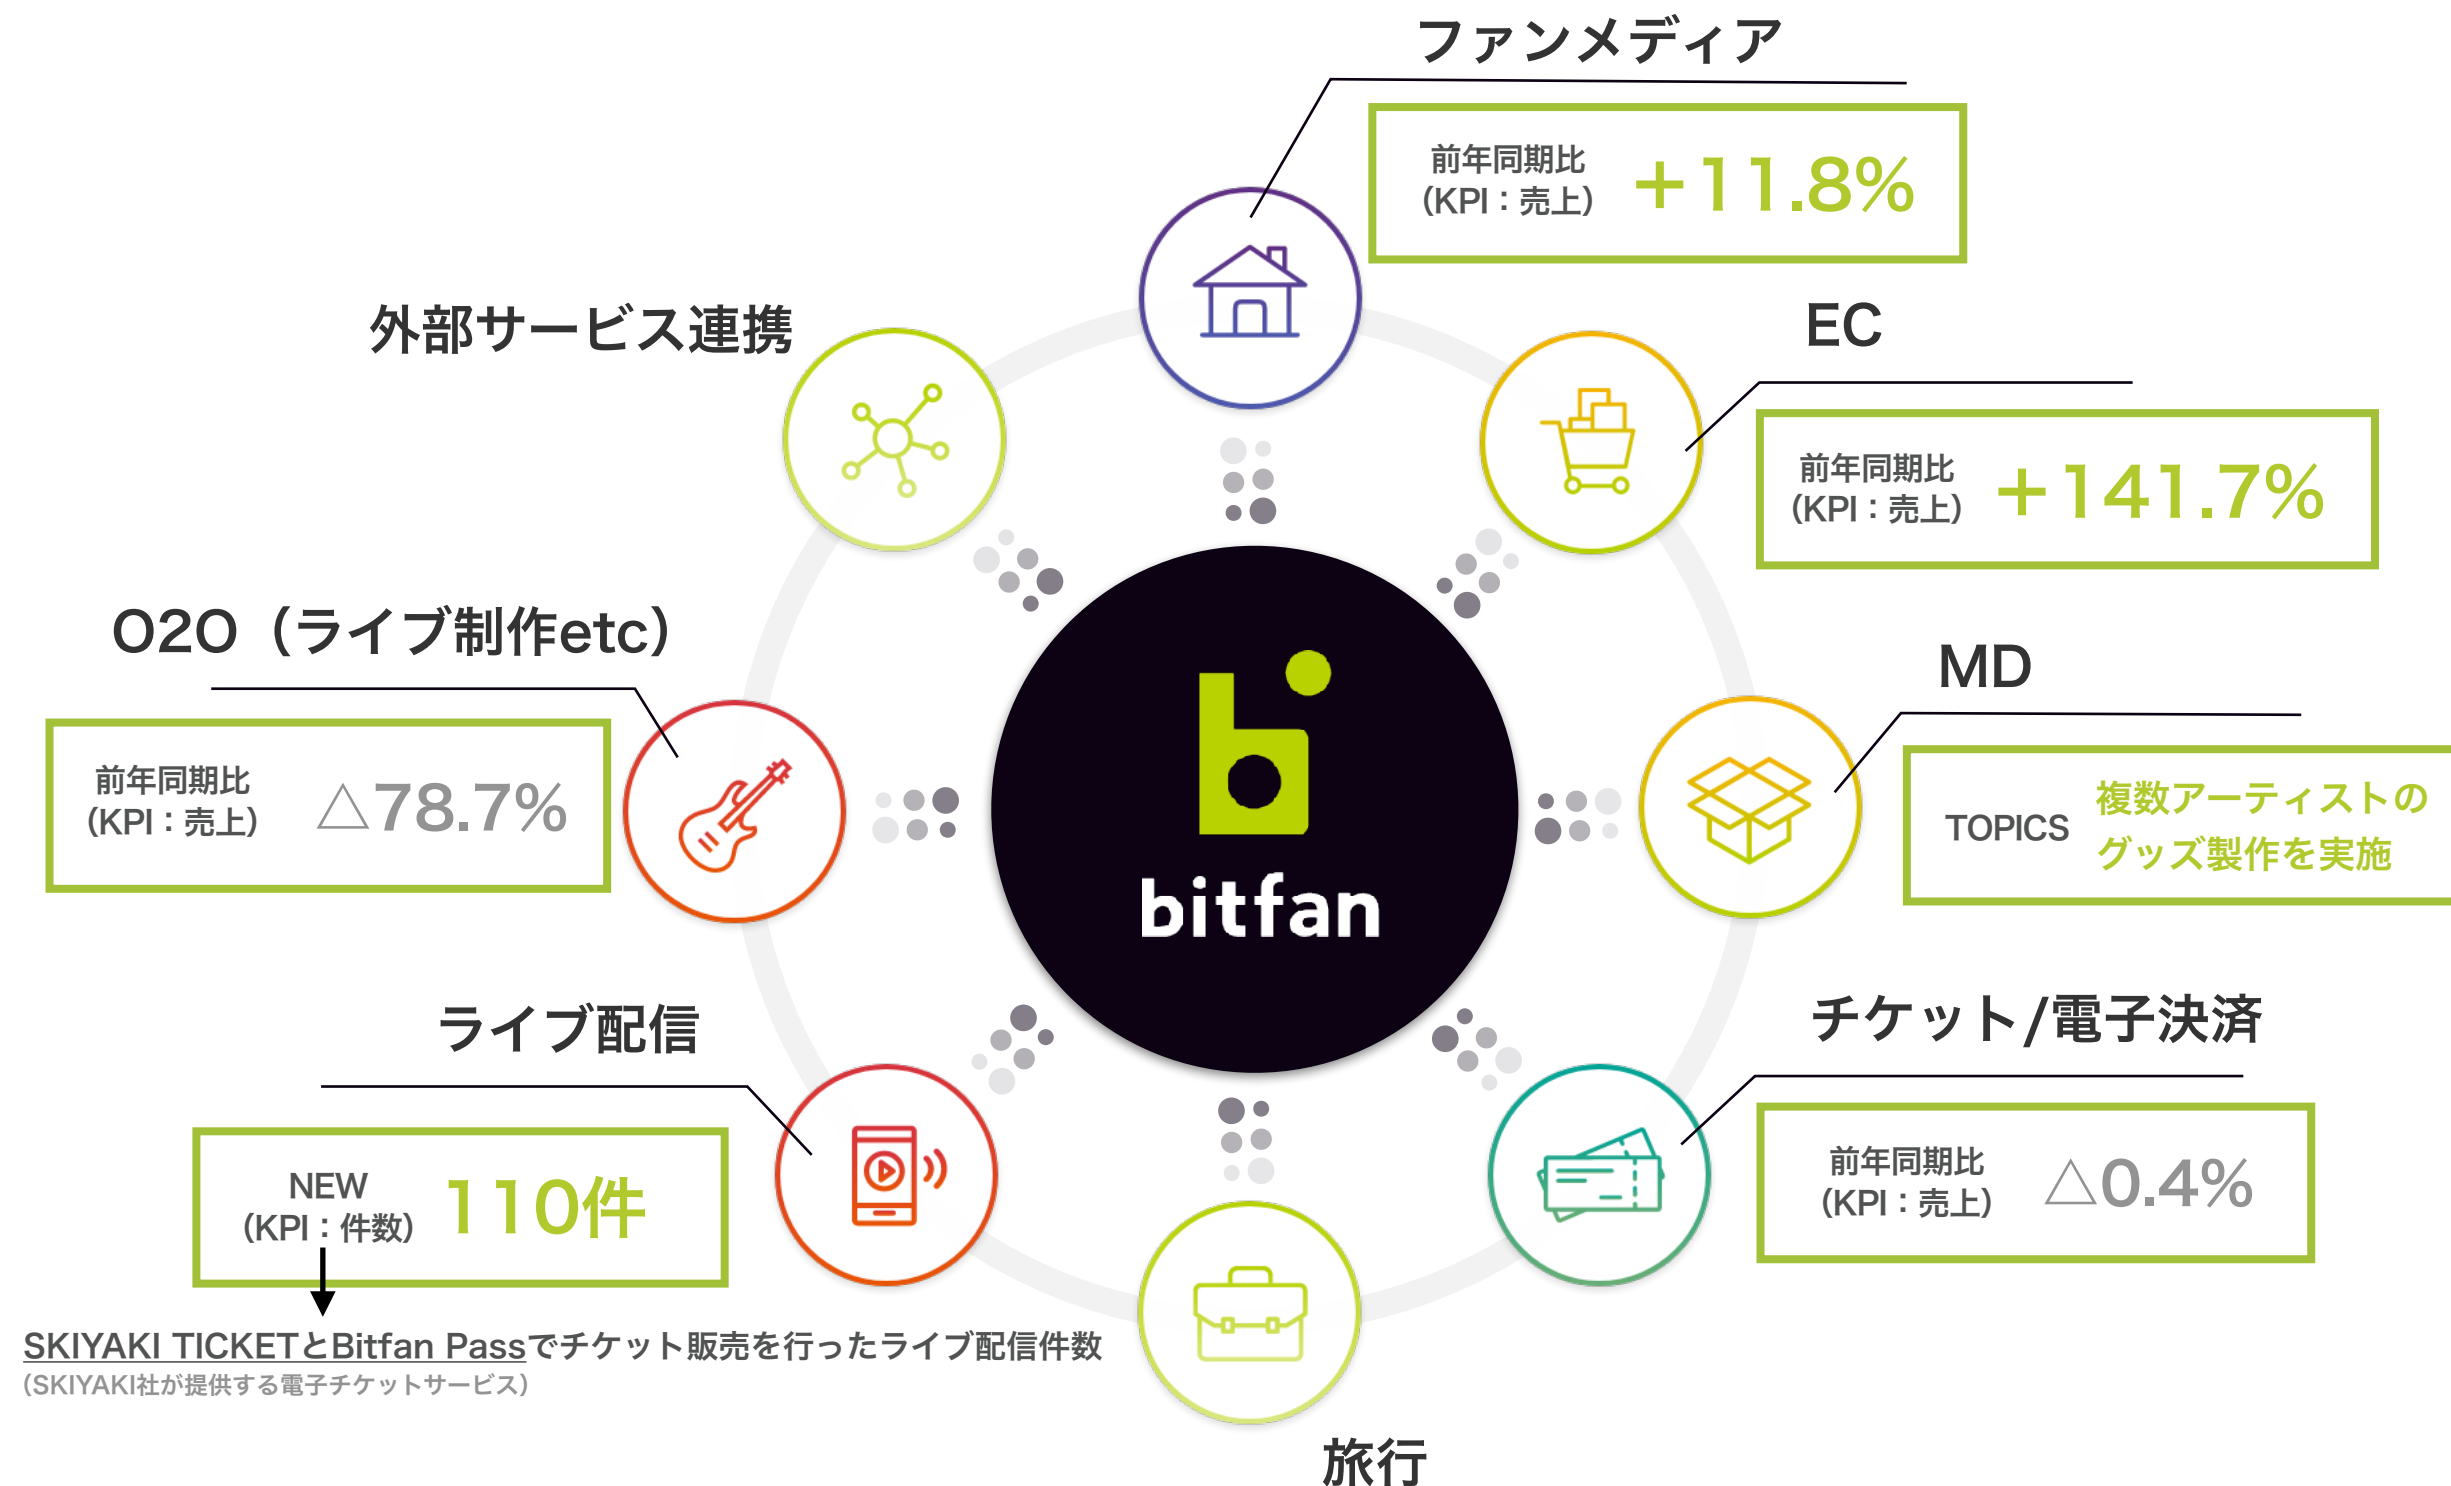 ファンメディア
前年同期比
（KPI：売上）
+11.8%
外部サービス連携
EC
前年同期比
（KPI：売上）
+141.7%
O2O（ライブ制作etc）
前年同期比
（KPI：売上）
△78.7%
MD
TOPICS
複数アーティストの
グッズ製作を実施
bitfan
ライブ配信
NEW
（KPI：件数）
110件
チケット/電子決済
前年同期比
（KPI：売上）
△0.4%
SKIYAKI TICKETとBitfan Passでチケット販売を行ったライブ配信件数
（SKIYAKI社が提供する電子チケットサービス）
旅行